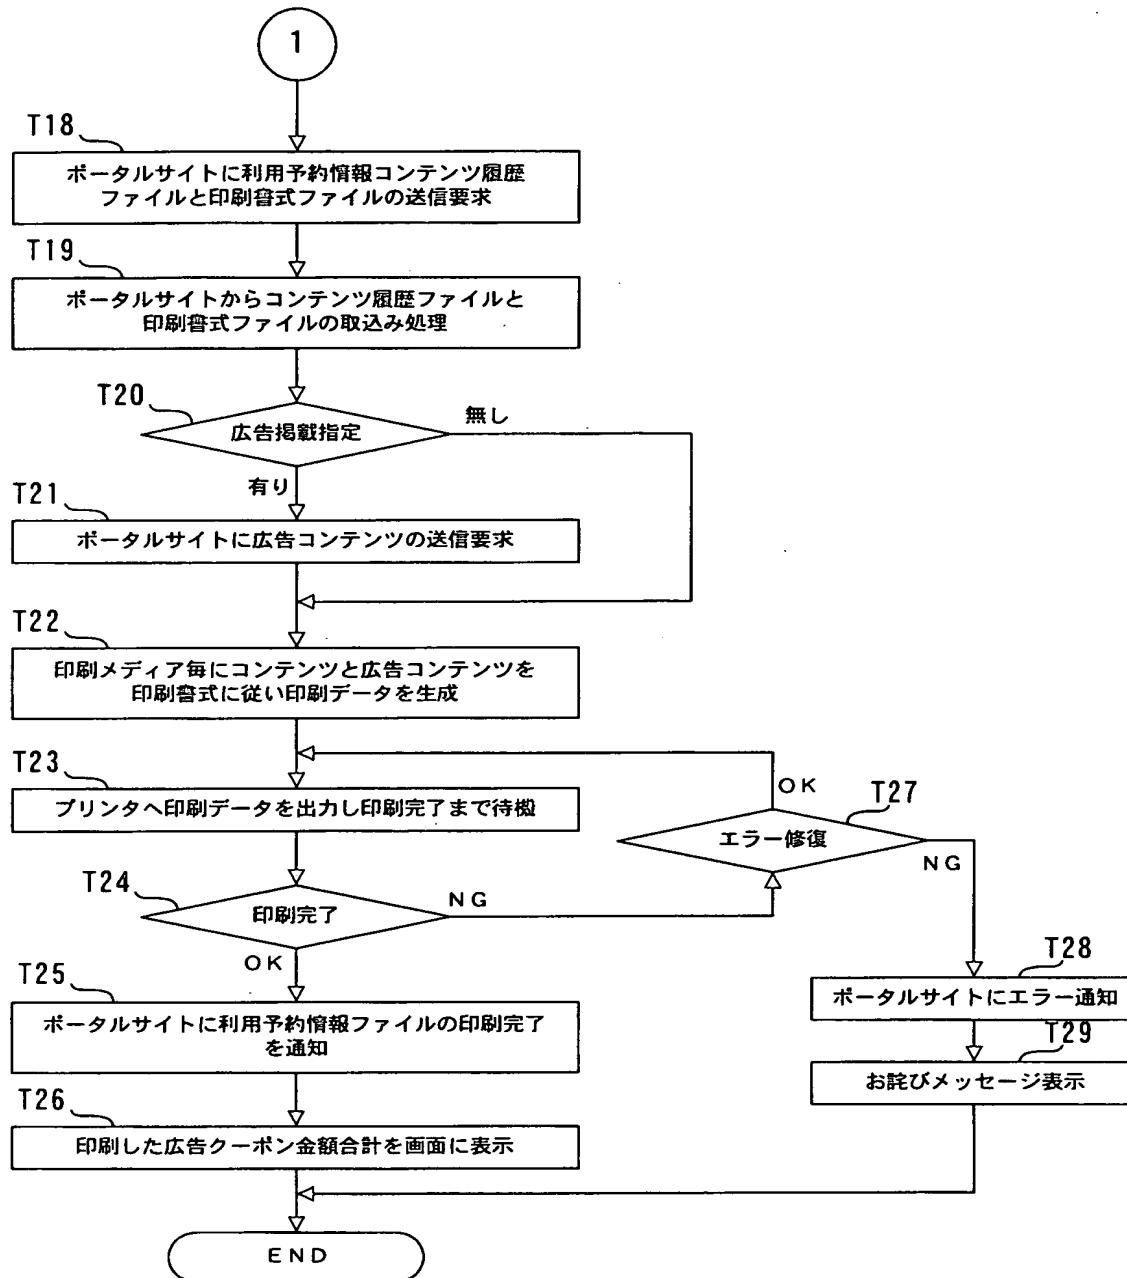 1
T18
ポータルサイトに利用予約情報コンテンツ履歴
ファイルと印刷書式ファイルの送信要求
T19
ポータルサイトからコンテンツ履歴ファイルと
印刷書式ファイルの取込み処理
T20
無し
広告掲載指定
有り
T21
ポータルサイトに広告コンテンツの送信要求
T22
印刷メディア毎にコンテンツと広告コンテンツを
印刷書式に従い印刷データを生成
T23
プリンタへ印刷データを出力し印刷完了まで待機
OK
T27
エラー修復
NG
T24
印刷完了
NG
OK
T25
ポータルサイトに利用予約情報ファイルの印刷完了
を通知
T28
ポータルサイトにエラー通知
T29
お詫びメッセージ表示
T26
印刷した広告クーポン金額合計を画面に表示
END